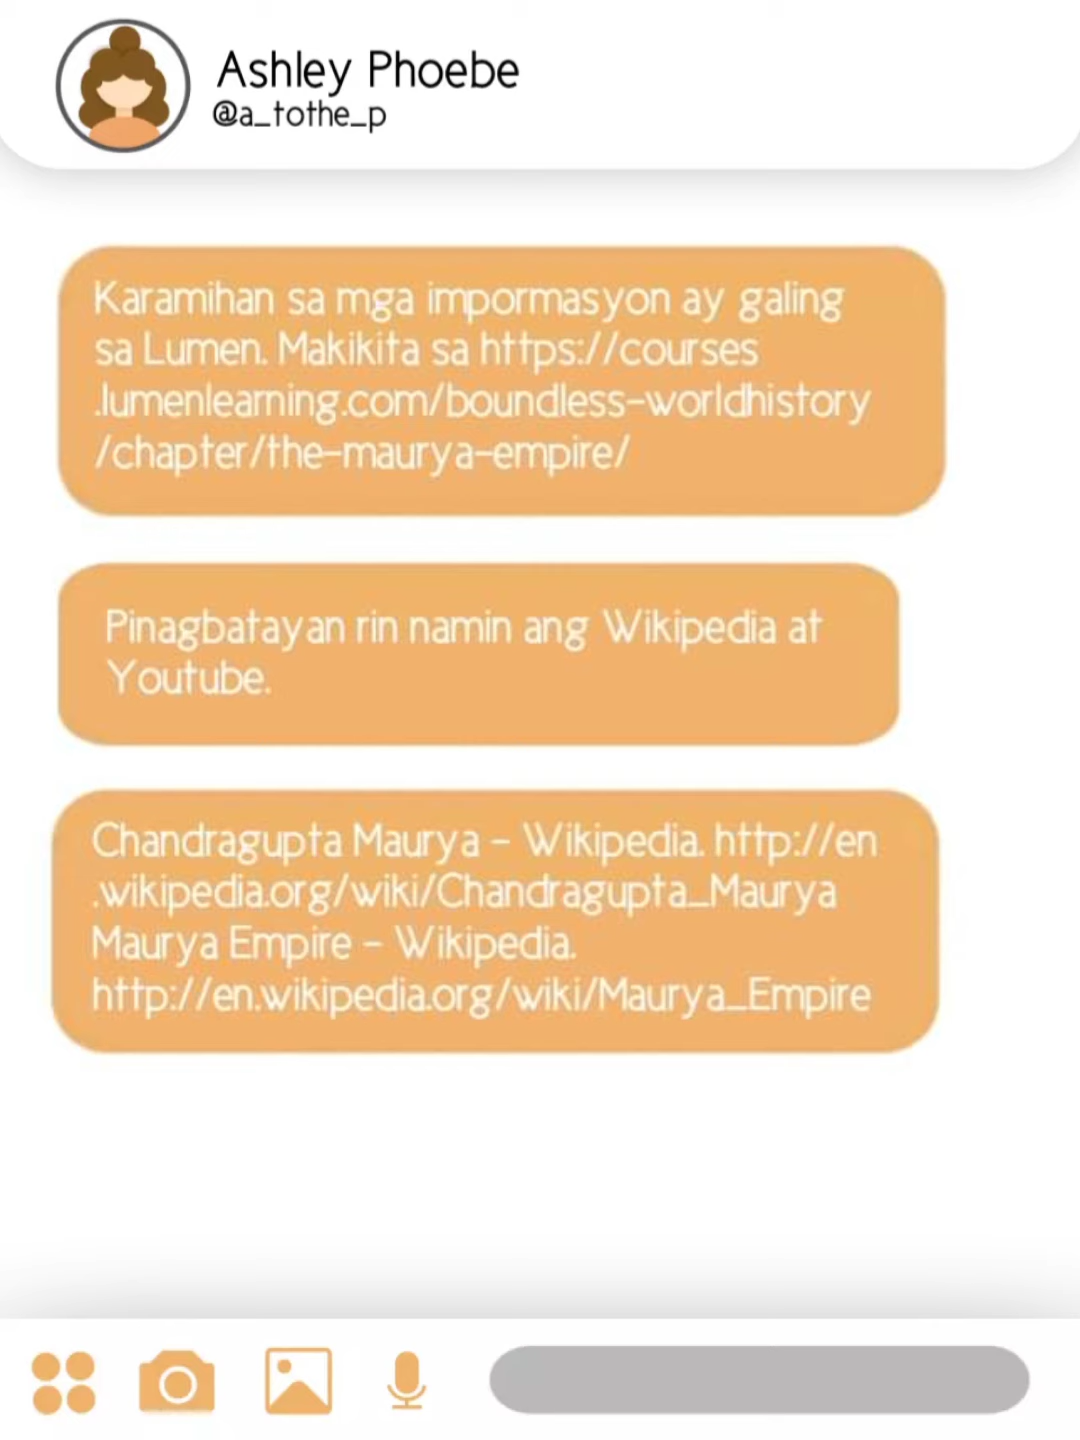 Ashley Phoebe
@a_tothe_p
Karamihan sa mga impormasyon ay galing
sa Lumen. Makikita sa https://courses
.lumenlearning.com/boundless-worldhistory
/chapter/the-maurya-empire/
Pinagbatayan rin namin ang Wikipedia at
Youtube.
Chandragupta Maurya - Wikipedia. http://en
.wikipedia.org/wiki/Chandragupta_Maurya
Maurya Empire - Wikipedia.
http://en.wikipedia.org/wiki/Maurya_Empire